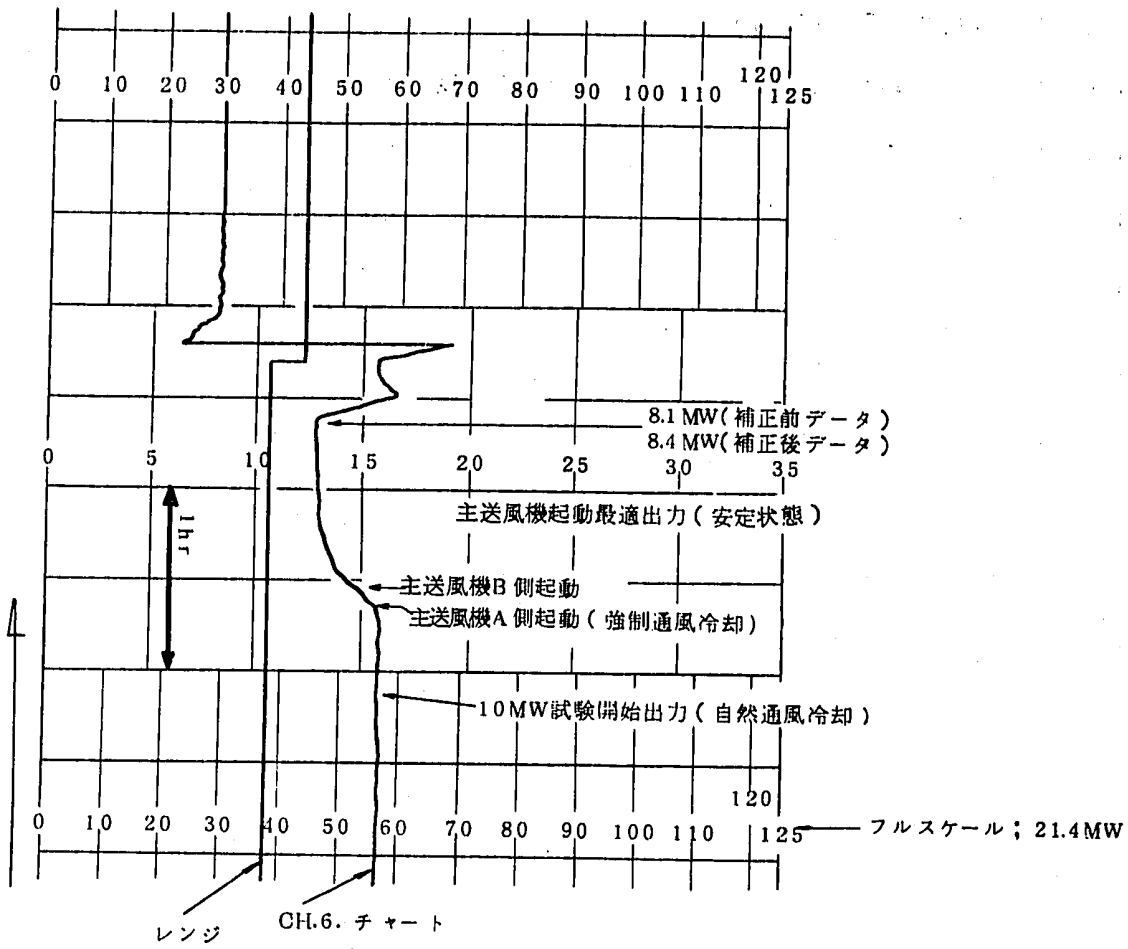 120
0 10 20 30 40 50 60 70 80 90 100 110 125
8.1MW(補正前データ)
8.4MW(補正後データ)
0 5 10 15 20 25 30 35
主送風機起動最適出力(安定状態)
1hr
主送風機B側起動
主送風機A側起動(強制通風冷却)
10MW試験開始出力(自然通風冷却)
120
0 10 20 30 40 50 60 70 80 90 100 110 125
フルスケール;21.4MW
レンジ
CH.6.チャート